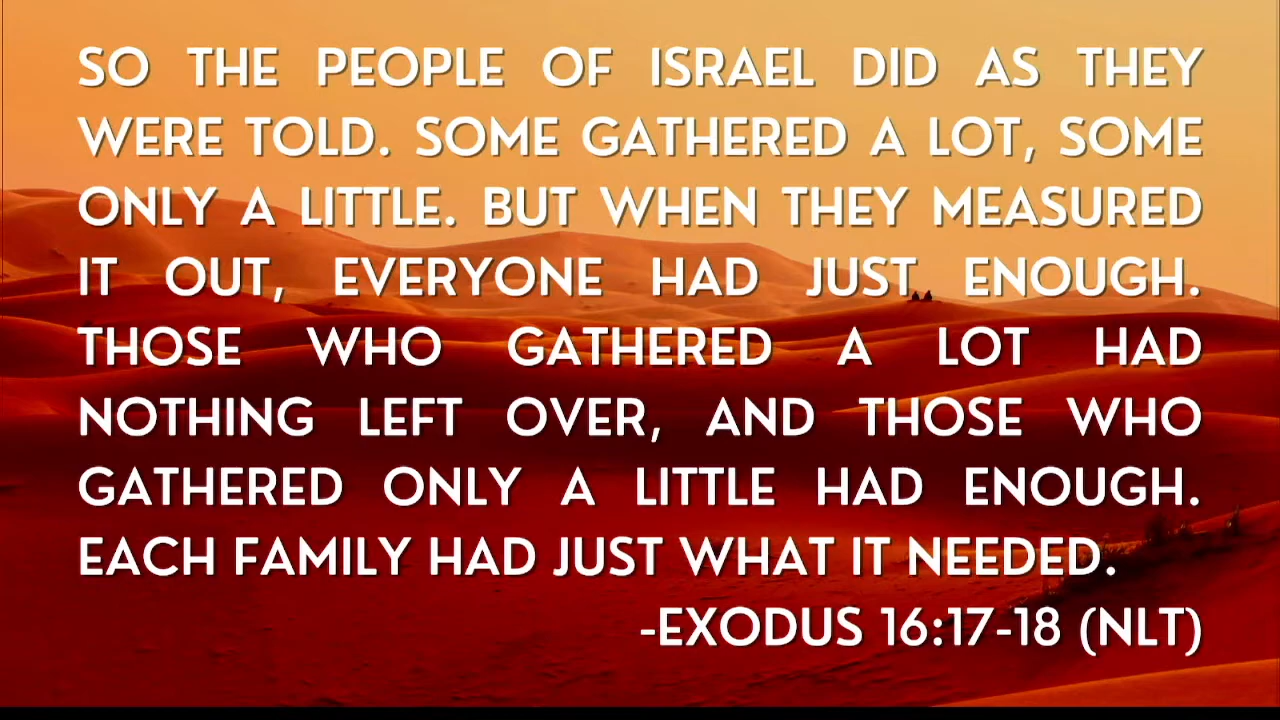 SO THE PEOPLE OF ISRAEL DID AS THEY
WERE TOLD. SOME GATHERED A LOT, SOME
ONLY A LITTLE. BUT WHEN THEY MEASURED
IT OUT, EVERYONE HAD JUST ENOUGH.
THOSE WHO GATHERED A LOT HAD
NOTHING LEFT OVER, AND THOSE WHO
GATHERED ONLY A LITTLE HAD ENOUGH.
EACH FAMILY HAD JUST WHAT IT NEEDED.
-EXODUS 16:17-18 (NLT)